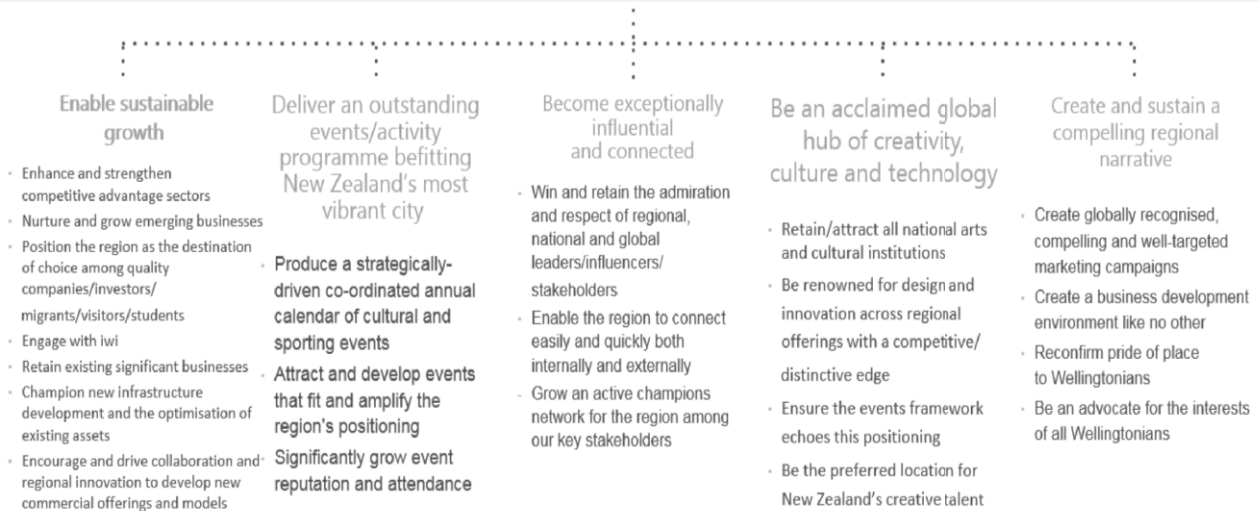 Enable sustainable
growth
• Enhance and strengthen
competitive advantage sectors
• Nurture and grow emerging businesses
• Position the region as the destination
of choice among quality
companies/investors/
migrants/visitors/students
• Engage with iwi
• Retain existing significant businesses
• Champion new infrastructure
development and the optimisation of
existing assets
• Encourage and drive collaboration and
regional innovation to develop new
commercial offerings and models
Deliver an outstanding
events/activity
programme befitting
New Zealand's most
vibrant city
• Produce a strategically-
driven co-ordinated annual
calendar of cultural and
sporting events
• Attract and develop events
that fit and amplify the
region's positioning
• Significantly grow event
reputation and attendance
Become exceptionally
influential
and connected
• Win and retain the admiration
and respect of regional,
national and global
leaders/influencers/
stakeholders
• Enable the region to connect
easily and quickly both
internally and externally
• Grow an active champions
network for the region among
our key stakeholders
Be an acclaimed global
hub of creativity,
culture and technology
• Retain/attract all national arts
and cultural institutions
• Be renowned for design and
innovation across regional
offerings with a competitive/
distinctive edge
• Ensure the events framework
echoes this positioning
• Be the preferred location for
New Zealand's creative talent
Create and sustain a
compelling regional
narrative
• Create globally recognised,
compelling and well-targeted
marketing campaigns
• Create a business development
environment like no other
• Reconfirm pride of place
to Wellingtonians
• Be an advocate for the interests
of all Wellingtonians